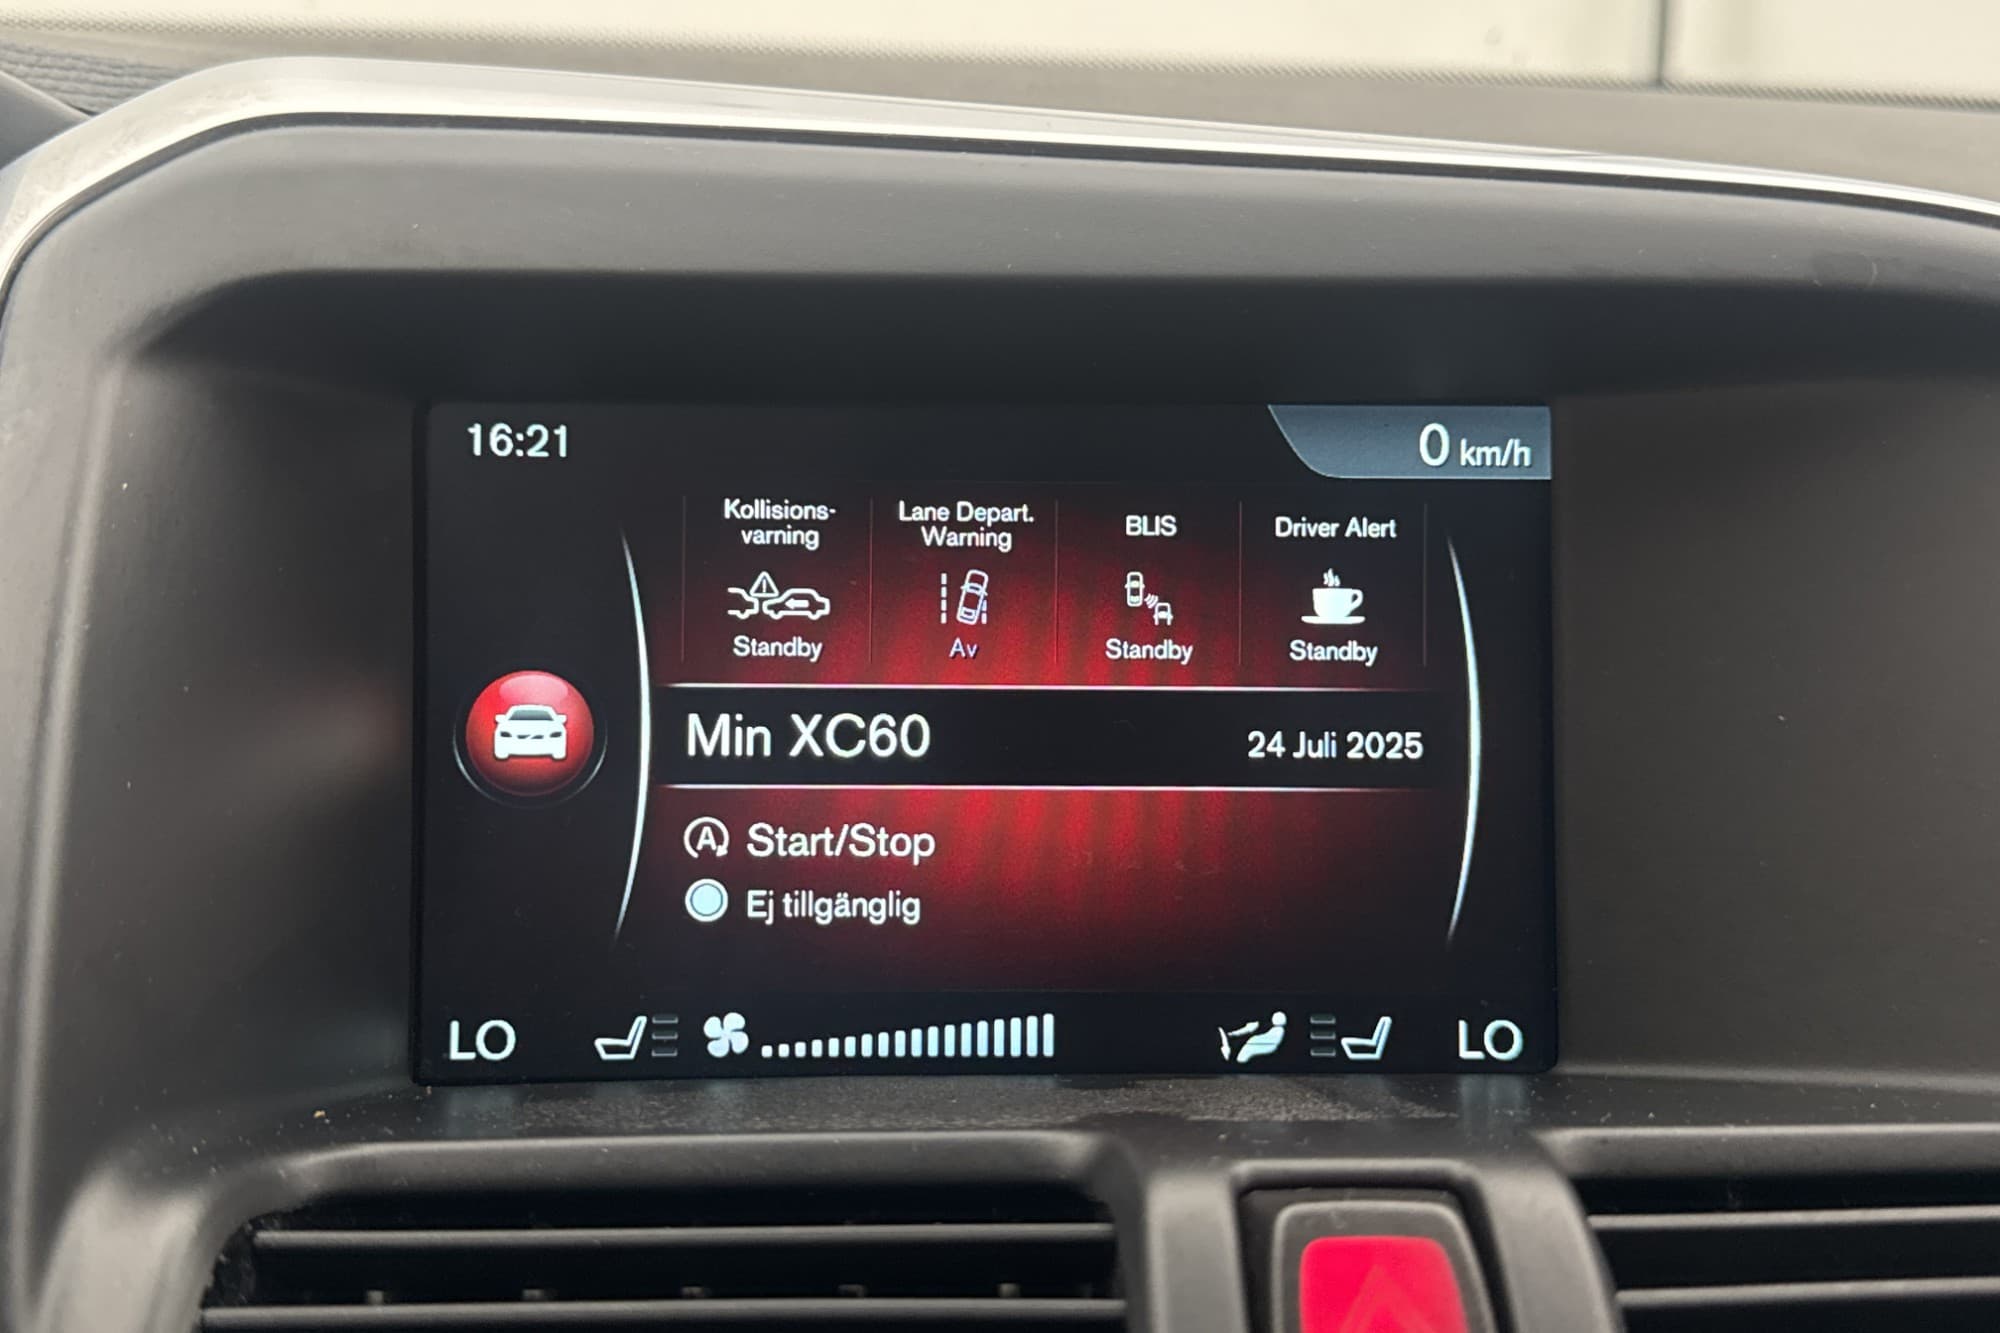 16:21
0 km/h
Kollisions-
varning
Lane Depart.
Warning
BLIS
Driver Alert
Standby
Av
Standby
Standby
Min XC60
24 Juli 2025
A Start/Stop
Ej tillgänglig
LO
LO